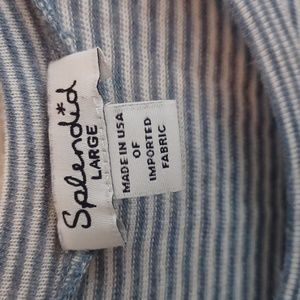 Splendid
LARGE
MADE IN USA
OF
IMPORTED
FABRIC